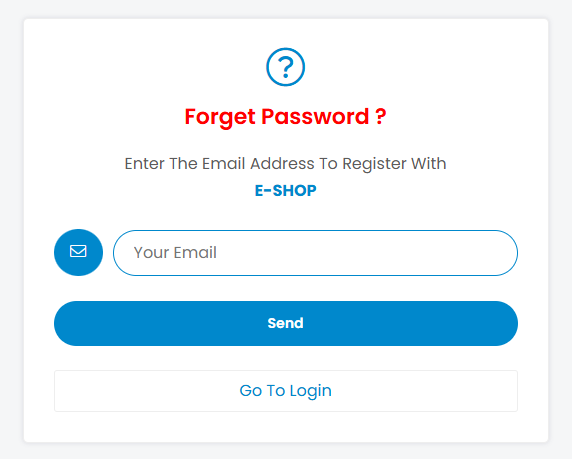 Forget Password ?
Enter The Email Address To Register With
E-SHOP
Your Email
Send
Go To Login